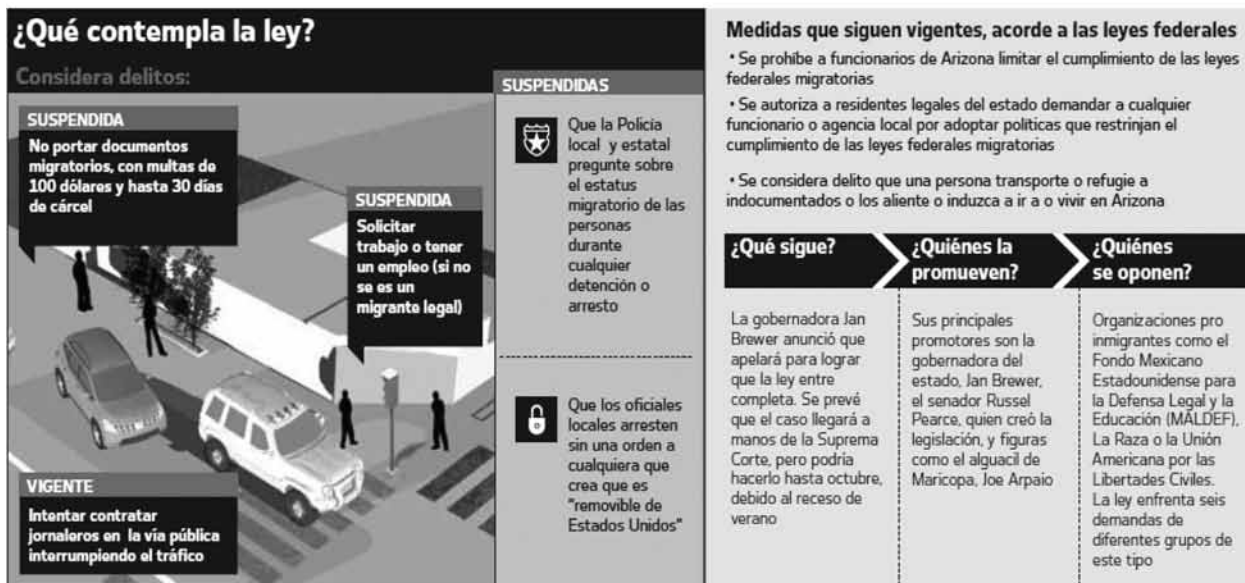 ¿Qué contempla la ley?
Considera delitos:
SUSPENDIDA
No portar documentos
migratorios, con multas de
100 dólares y hasta 30 días
de cárcel
SUSPENDIDA
Solicitar
trabajo o tener
un empleo (si no
se es un
migrante legal)
VIGENTE
Intentar contratar
jornaleros en la vía pública
interrumpiendo el tráfico
SUSPENDIDAS
Que la Policía
local y estatal
pregunte sobre
el estatus
migratorio de las
personas
durante
cualquier
detención o
arresto
Que los oficiales
locales arresten
sin una orden a
cualquiera que
crea que es
"removible de
Estados Unidos"
Medidas que siguen vigentes, acorde a las leyes federales
• Se prohíbe a funcionarios de Arizona limitar el cumplimiento de las leyes
federales migratorias
• Se autoriza a residentes legales del estado demandar a cualquier
funcionario o agencia local por adoptar políticas que restrinjan el
cumplimiento de las leyes federales migratorias
• Se considera delito que una persona transporte o refugie a
indocumentados o los aliente o induzca a ir a o vivir en Arizona
¿Qué sigue?
La gobernadora Jan
Brewer anunció que
apelará para lograr
que la ley entre
completa. Se prevé
que el caso llegará a
manos de la Suprema
Corte, pero podría
hacerlo hasta octubre,
debido al receso de
verano
¿Quiénes la
promueven?
Sus principales
promotores son la
gobernadora del
estado, Jan Brewer,
el senador Russel
Pearce, quien creó la
legislación, y figuras
como el alguacil de
Maricopa, Joe Arpaio
¿Quiénes
se oponen?
Organizaciones pro
inmigrantes como el
Fondo Mexicano
Estadounidense para
la Defensa Legal y la
Educación (MALDEF),
La Raza o la Unión
Americana por las
Libertades Civiles.
La ley enfrenta seis
demandas de
diferentes grupos de
este tipo